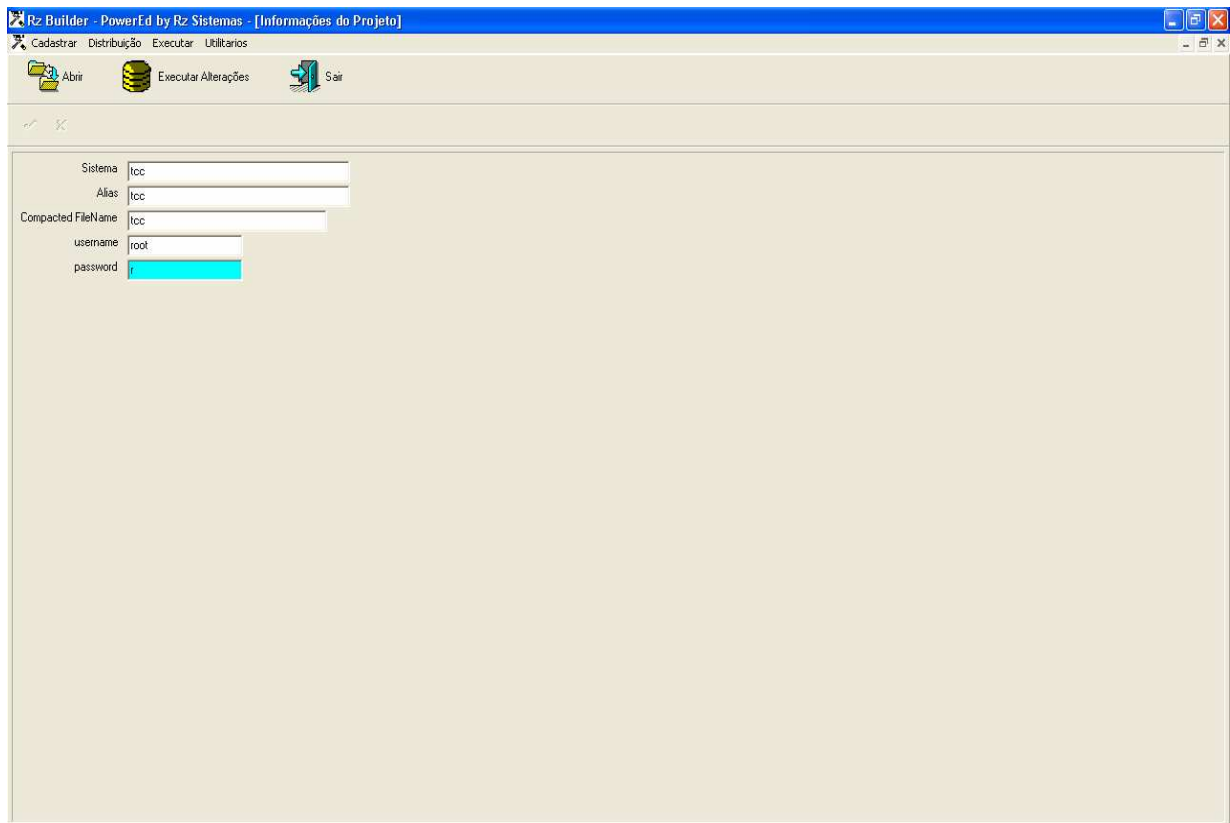 Rz Builder - PowerEd by Rz Sistemas - [Informações do Projeto]
Cadastrar Distribuição Executar Utilitarios
Abrir Executar Alterações Sair
Sistema tcc
Alias tcc
Compacted FileName tcc
username root
password r